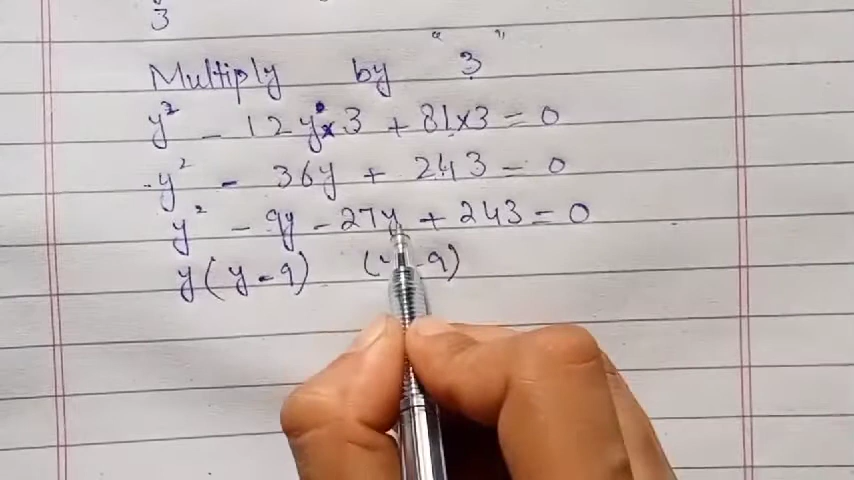 3
Multiply by "3"
y² - 12y×3 + 81×3 = 0
y² - 36y + 243 = 0
y² - 9y - 27y + 243 = 0
y(y-9) (y-9)